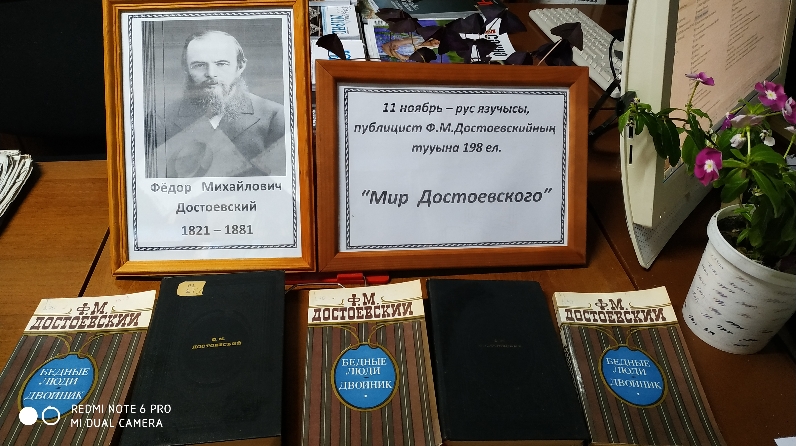 Фёдор Михайлович
Достоевский
1821 – 1881
11 ноябрь – рус язучысы,
публицист Ф.М.Достоевскийның
тууына 198 ел.
“Мир Достоевского”
Ф.М.
ДОСТОЕВСКИЙ
БЕДНЫЕ
ЛЮДИ
ДВОЙНИК
ДОСТОЕВСКИЙ
Ф.М.
ДОСТОЕВСКИЙ
БЕДНЫЕ
ЛЮДИ
ДВОЙНИК
Ф.М.
ДОСТОЕВСКИЙ
БЕДНЫЕ
ЛЮДИ
ДВОЙНИК
REDMI NOTE 6 PRO
MI DUAL CAMERA